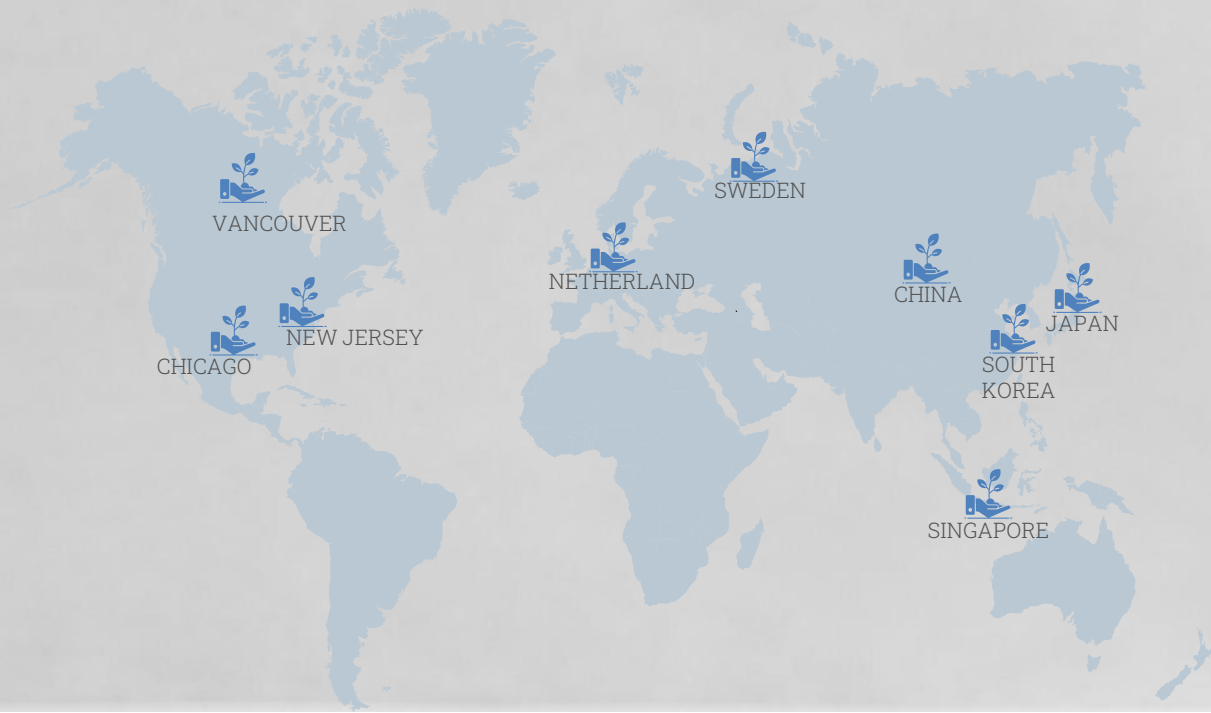 SWEDEN
VANCOUVER
NETHERLAND
CHINA
JAPAN
NEW JERSEY
CHICAGO
SOUTH
KOREA
SINGAPORE